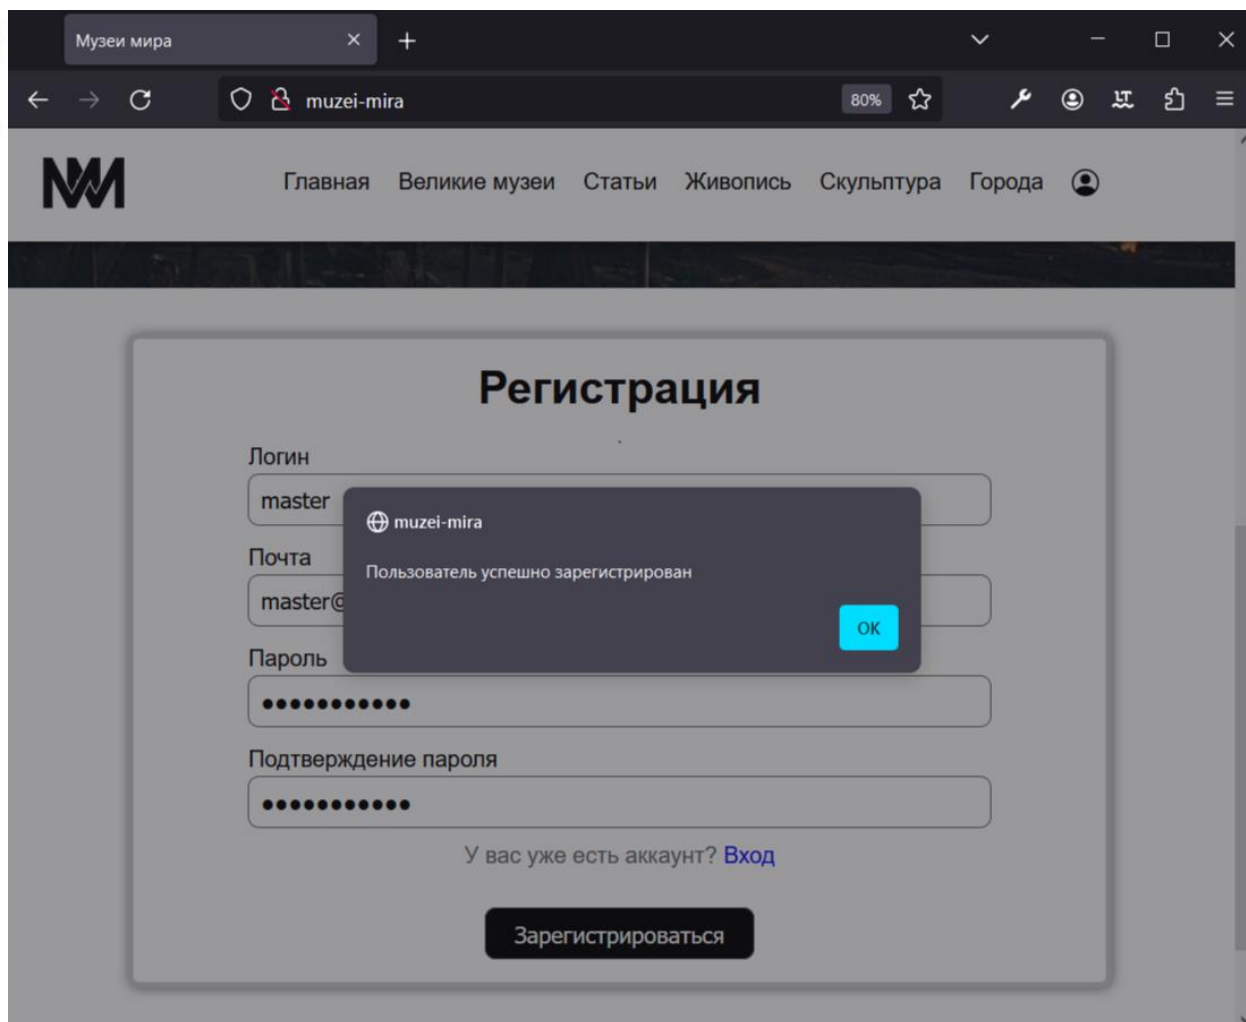 Музеи мира
muzei-mira
80%
Главная Великие музеи Статьи Живопись Скульптура Города
Регистрация
Логин
master
muzei-mira
Почта
Пользователь успешно зарегистрирован
master@
OK
Пароль
•••••••••••
Подтверждение пароля
•••••••••••
У вас уже есть аккаунт? Вход
Зарегистрироваться